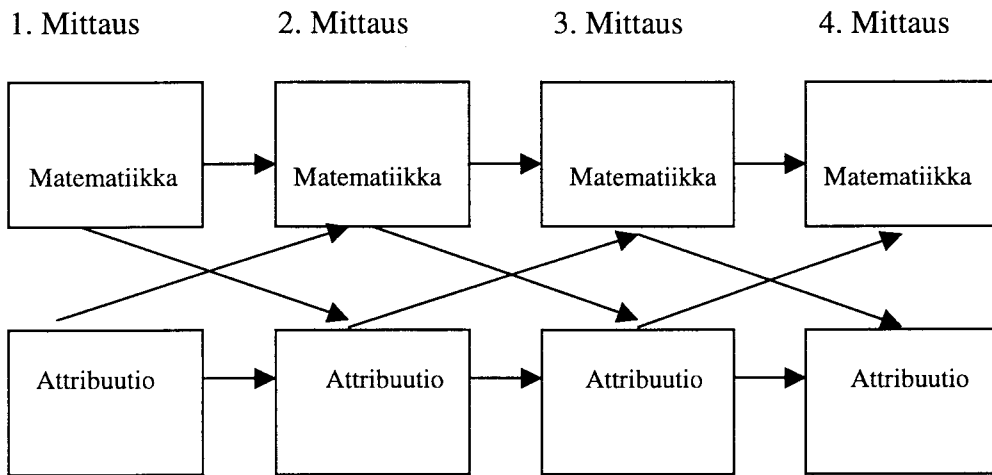 1. Mittaus 2. Mittaus 3. Mittaus 4. Mittaus
Matematiikka Matematiikka Matematiikka Matematiikka
Attribuutio Attribuutio Attribuutio Attribuutio